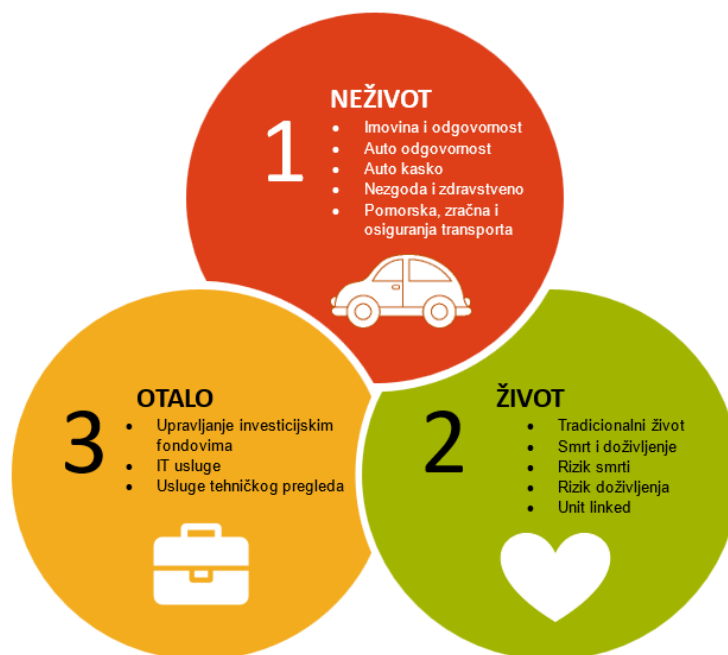 NEŽIVOT
1
• Imovina i odgovornost
• Auto odgovornost
• Auto kasko
• Nezgoda i zdravstveno
• Pomorska, zračna i
osiguranja transporta
ŽIVOT
2
• Tradicionalni život
• Smrt i doživljenje
• Rizik smrti
• Rizik doživljenja
• Unit linked
OTALO
3
• Upravljanje investicijskim
fondovima
• IT usluge
• Usluge tehničkog pregleda